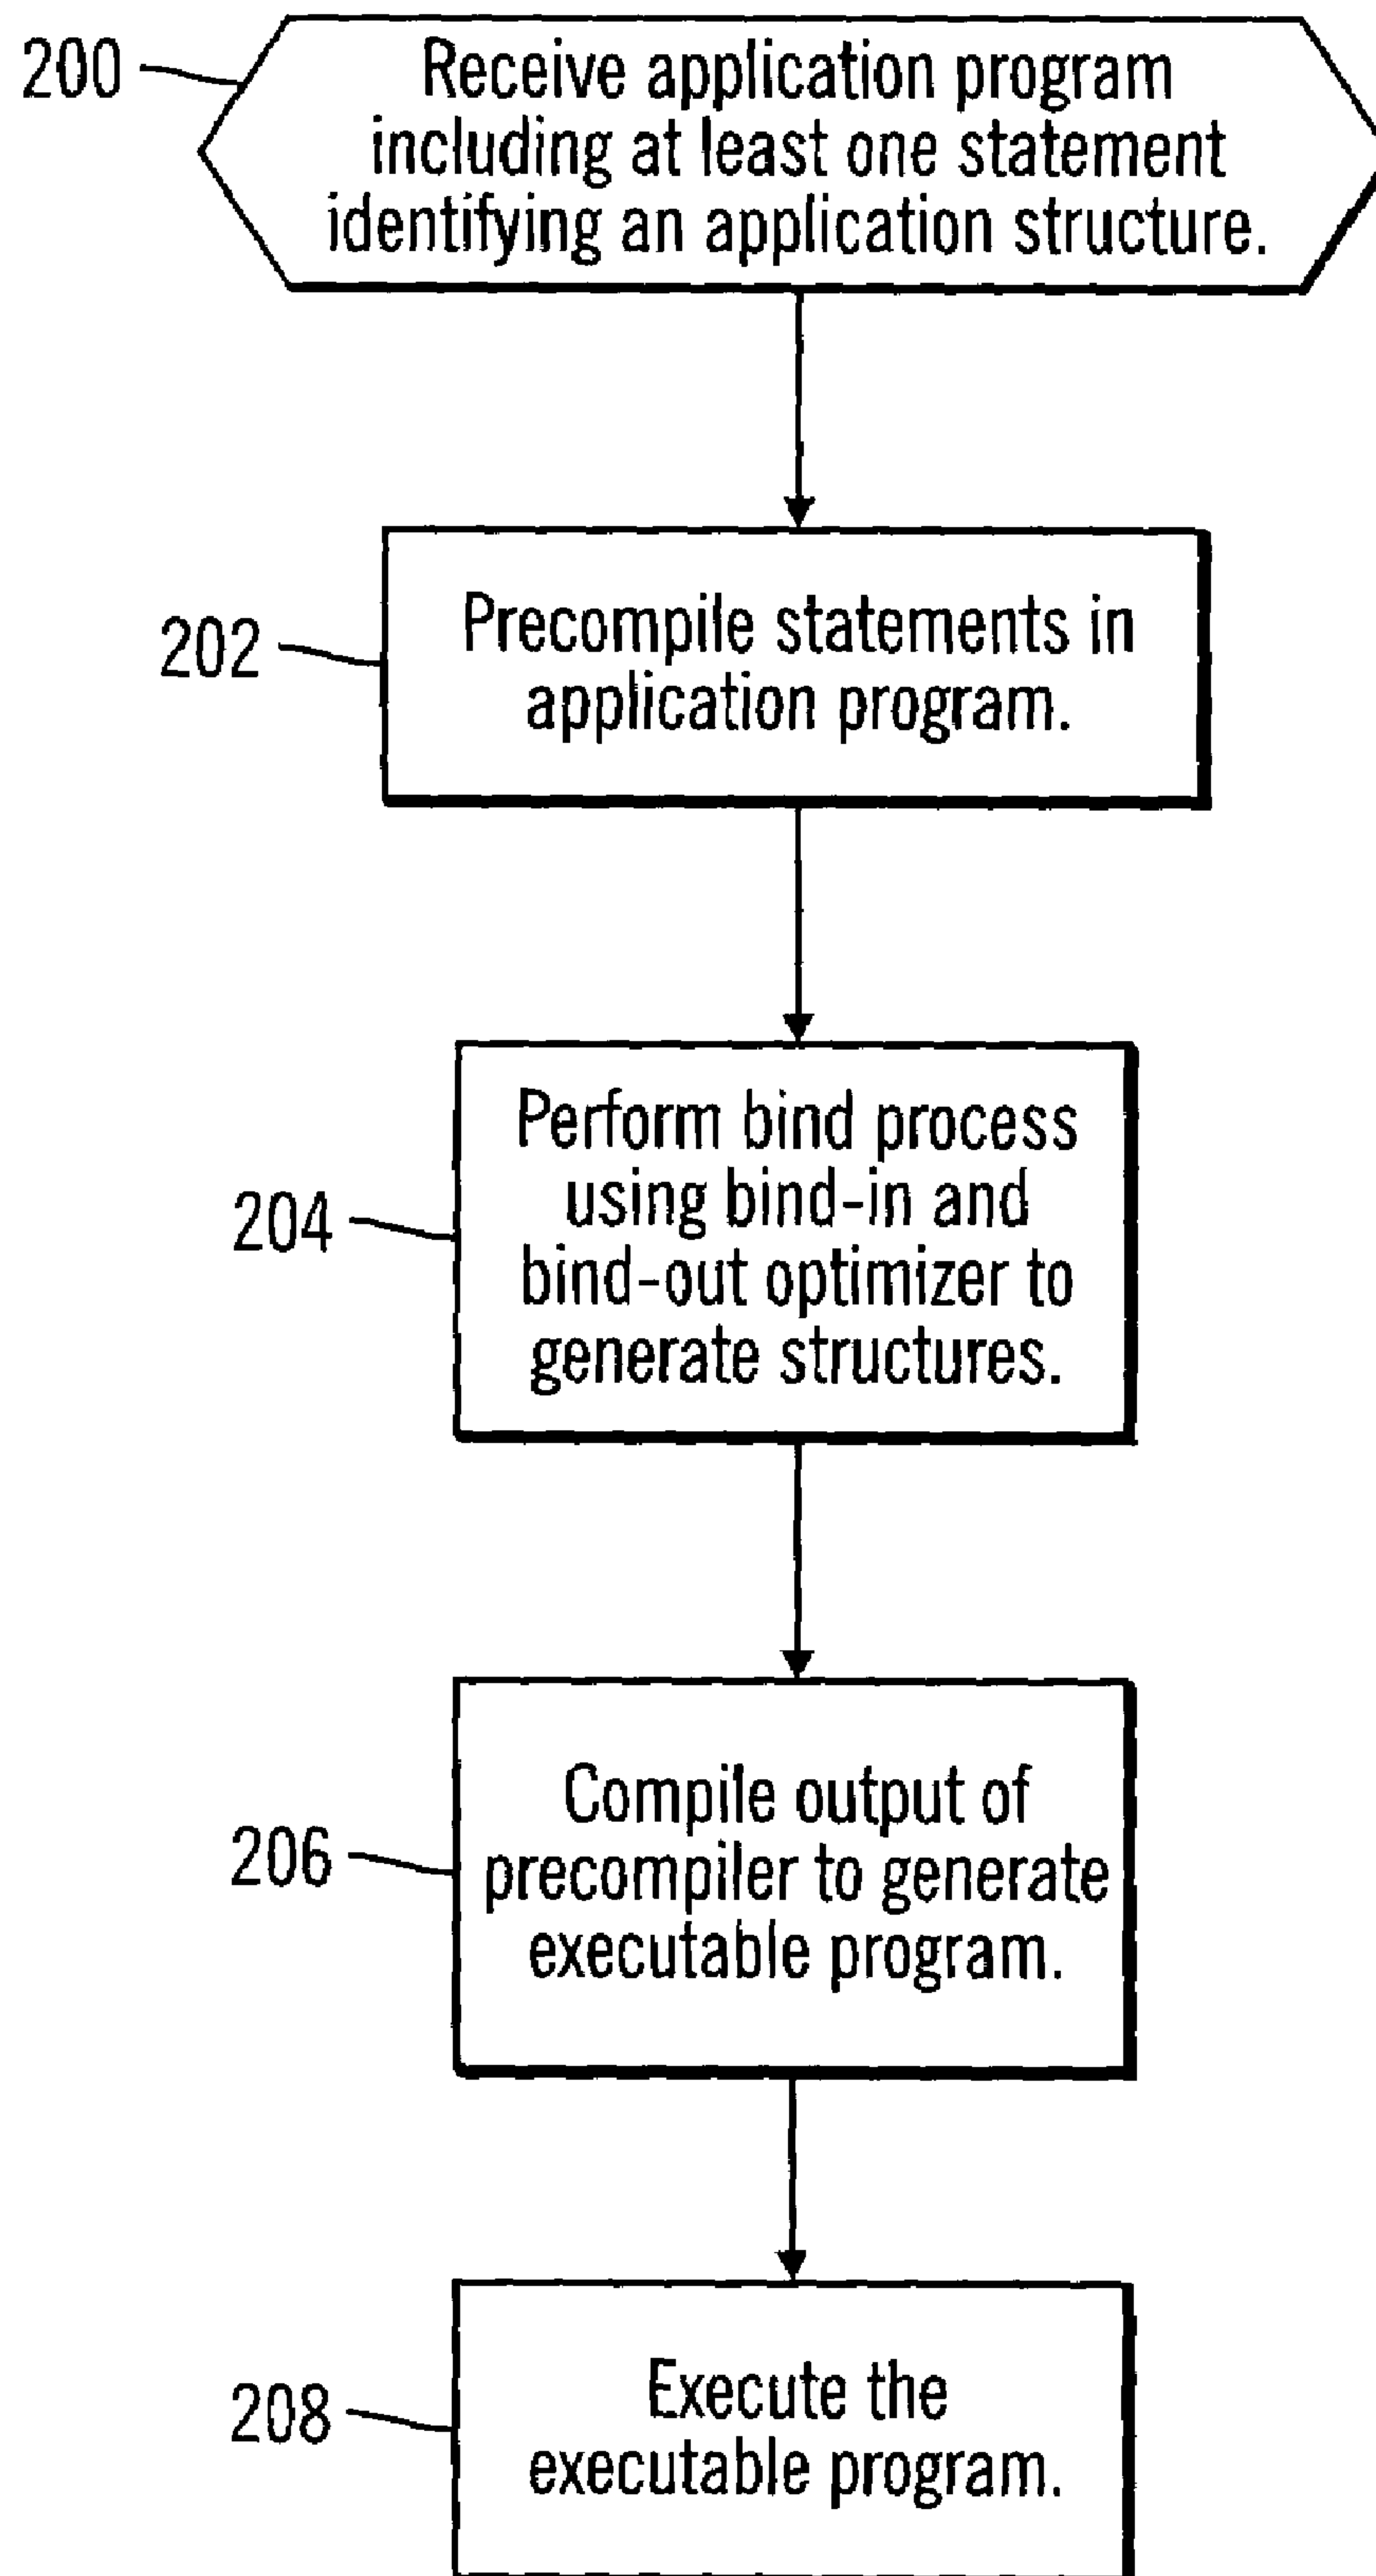 200
Receive application program
including at least one statement
identifying an application structure.
202
Precompile statements in
application program.
204
Perform bind process
using bind-in and
bind-out optimizer to
generate structures.
206
Compile output of
precompiler to generate
executable program.
208
Execute the
executable program.